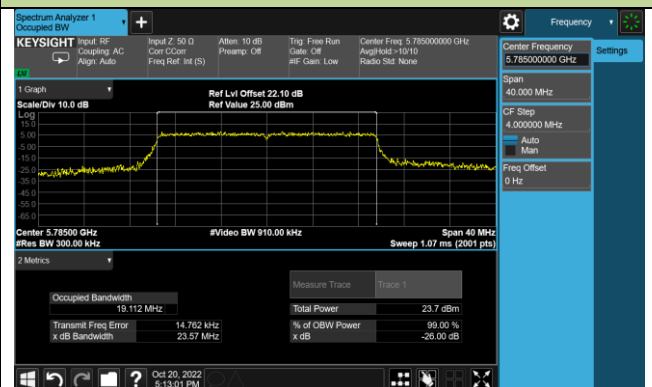 Spectrum Analyzer 1
Occupied BW
Frequency
KEYSIGHT
Input: RF
Coupling: AC
Align: Auto
Input Z: 50 Ω
Corr CCorr
Freq Ref: Int (S)
Atten: 10 dB
Preamp: Off
Trig: Free Run
Gate: Off
#IF Gain: Low
Center Freq: 5.785000000 GHz
Avg|Hold:>10/10
Radio Std: None
LXI
Center Frequency
5.785000000 GHz
Settings
Span
40.000 MHz
CF Step
4.000000 MHz
Auto
Man
Freq Offset
0 Hz
1 Graph
Scale/Div 10.0 dB
Ref Lvl Offset 22.10 dB
Ref Value 25.00 dBm
Log
15.0
5.00
-5.00
-15.0
-25.0
-35.0
-45.0
-55.0
-65.0
Center 5.78500 GHz
#Video BW 910.00 kHz
Span 40 MHz
#Res BW 300.00 kHz
Sweep 1.07 ms (2001 pts)
2 Metrics
Measure Trace
Trace 1
Occupied Bandwidth
19.112 MHz
Total Power
23.7 dBm
Transmit Freq Error
14.762 kHz
% of OBW Power
99.00 %
x dB Bandwidth
23.57 MHz
x dB
-26.00 dB
?
Oct 20, 2022
5:13:01 PM